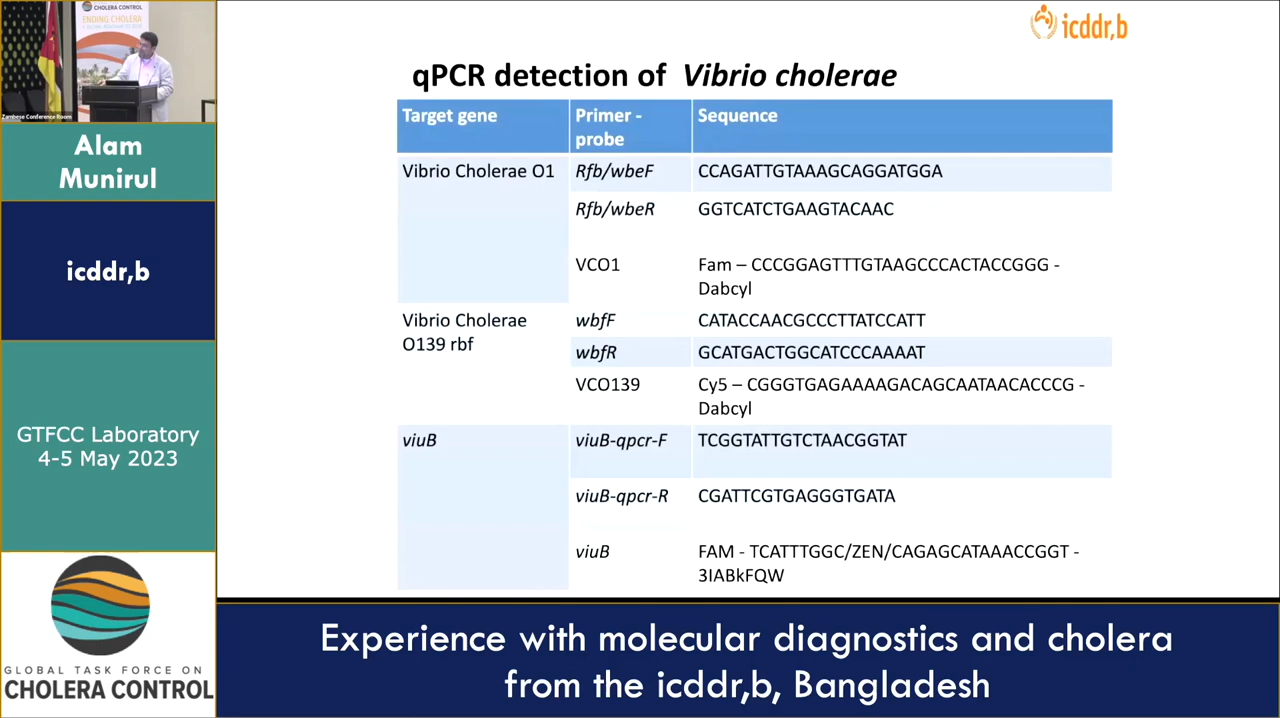 CHOLERA CONTROL
ENDING CHOLERA
Zambese Conference Room
Alam
Munirul
icddr,b
GTFCC Laboratory
4-5 May 2023
GLOBAL TASK FORCE ON
CHOLERA CONTROL
icddr,b
qPCR detection of Vibrio cholerae
Target gene
Primer -
probe
Sequence
Vibrio Cholerae O1
Rfb/wbeF
CCAGATTGTAAAGCAGGATGGA
Rfb/wbeR
GGTCATCTGAAGTACAAC
VCO1
Fam – CCCGGAGTTTGTAAGCCCACTACCGGG -
Dabcyl
Vibrio Cholerae
O139 rbf
wbfF
CATACCAACGCCCTTATCCATT
wbfR
GCATGACTGGCATCCCAAAAT
VCO139
Cy5 – CGGGTGAGAAAAGACAGCAATAACACCCG -
Dabcyl
viuB
viuB-qpcr-F
TCGGTATTGTCTAACGGTAT
viuB-qpcr-R
CGATTCGTGAGGGTGATA
viuB
FAM - TCATTTGGC/ZEN/CAGAGCATAAACCGGT -
3IABkFQW
Experience with molecular diagnostics and cholera
from the icddr,b, Bangladesh